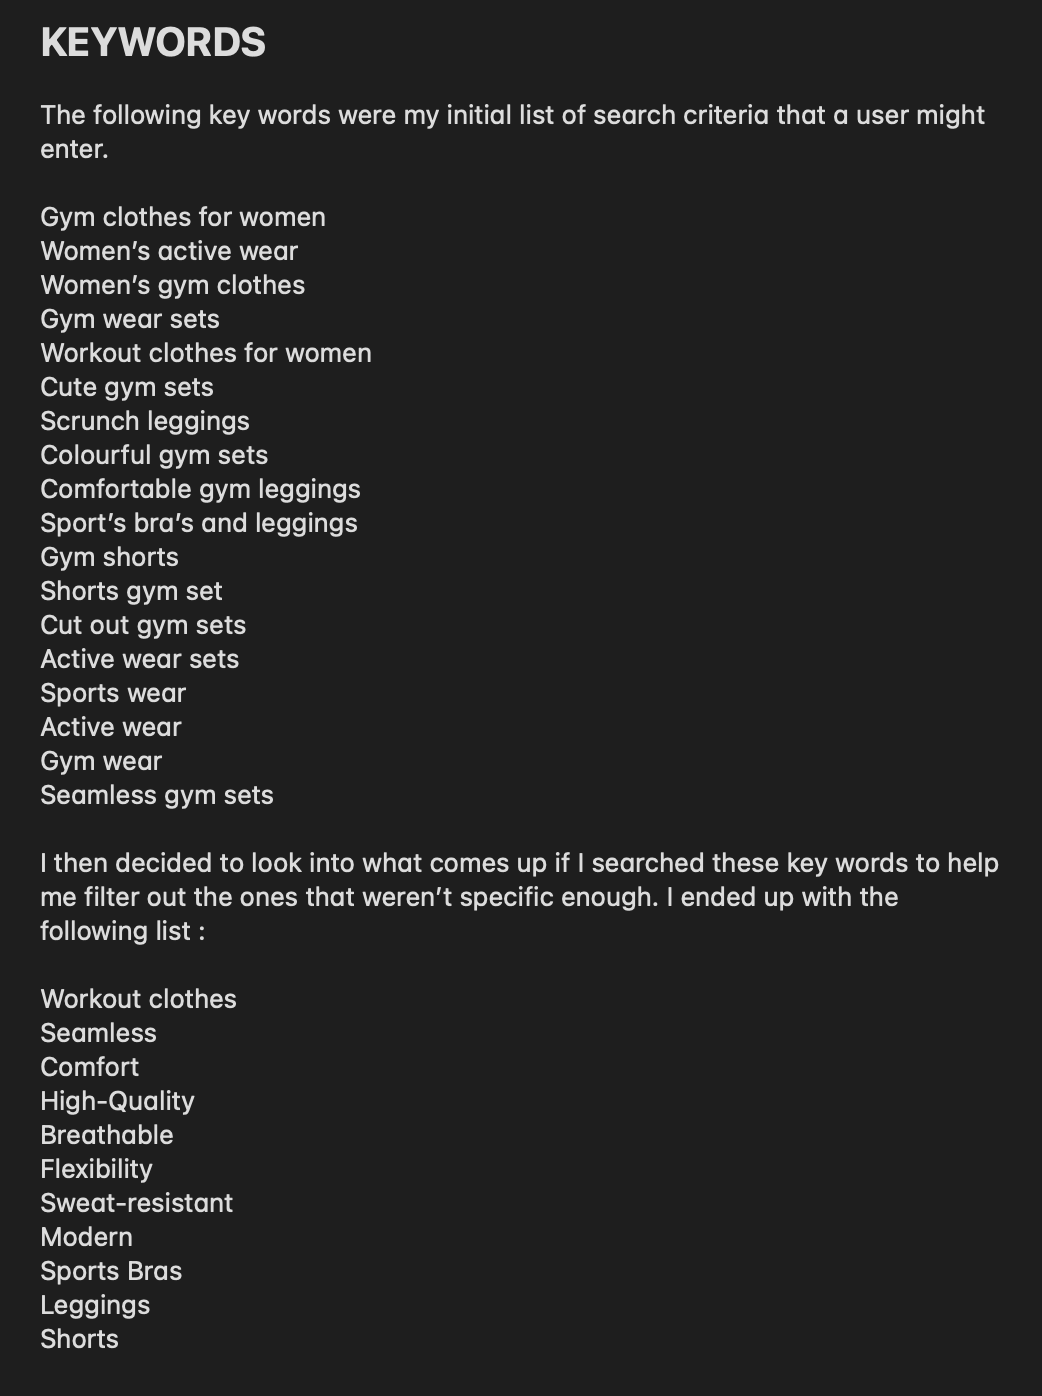 KEYWORDS
The following key words were my initial list of search criteria that a user might
enter.
Gym clothes for women
Women’s active wear
Women’s gym clothes
Gym wear sets
Workout clothes for women
Cute gym sets
Scrunch leggings
Colourful gym sets
Comfortable gym leggings
Sport’s bra’s and leggings
Gym shorts
Shorts gym set
Cut out gym sets
Active wear sets
Sports wear
Active wear
Gym wear
Seamless gym sets
I then decided to look into what comes up if I searched these key words to help
me filter out the ones that weren’t specific enough. I ended up with the
following list :
Workout clothes
Seamless
Comfort
High-Quality
Breathable
Flexibility
Sweat-resistant
Modern
Sports Bras
Leggings
Shorts